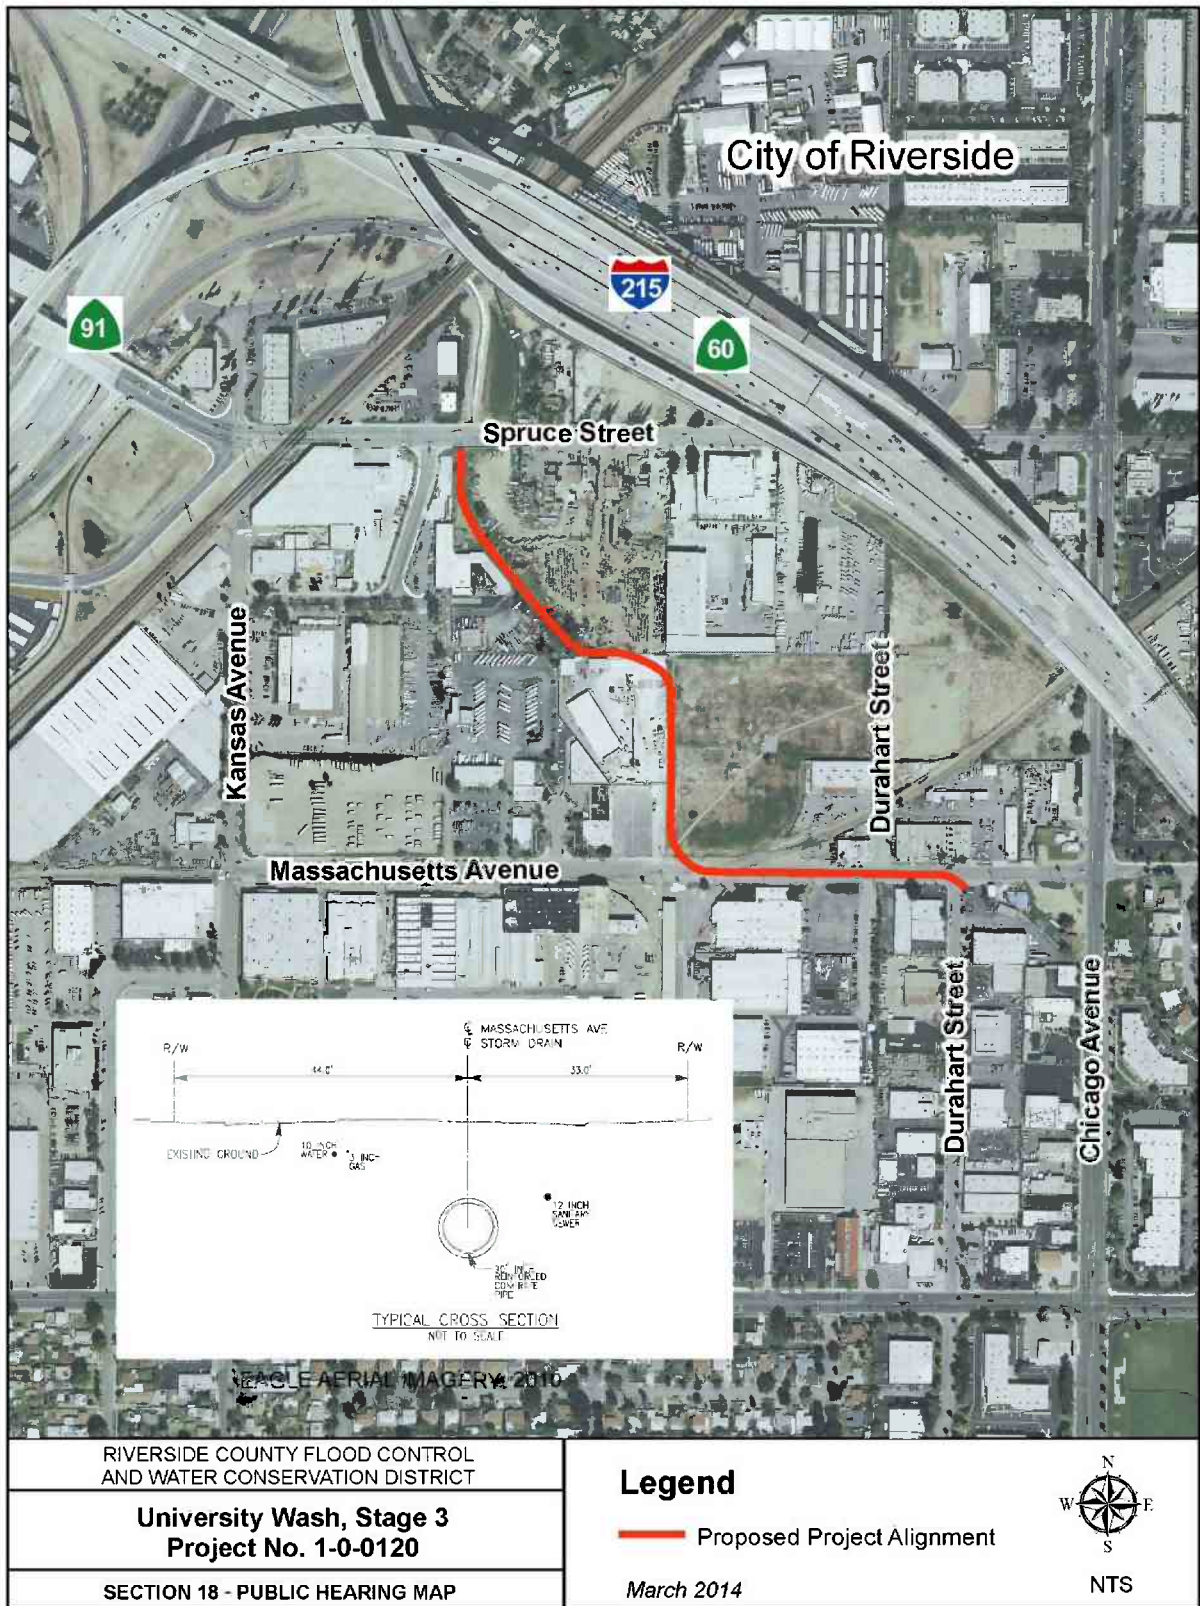 City of Riverside
215
91
60
Spruce Street
Kansas Avenue
Durahart Street
Massachusetts Avenue
Durahart Street
Chicago Avenue
MASSACHUSETTS AVE
STORM DRAIN
R/W
R/W
44.0'
33.0'
EXISTING GROUND
10 INCH
WATER
3 INCH
GAS
12 INCH
SANITARY
SEWER
INCH
REINFORCED
CONCRETE
PIPE
TYPICAL CROSS SECTION
NOT TO SCALE
EAGLE AERIAL IMAGERY, 2010
RIVERSIDE COUNTY FLOOD CONTROL
AND WATER CONSERVATION DISTRICT
University Wash, Stage 3
Project No. 1-0-0120
SECTION 18 - PUBLIC HEARING MAP
Legend
Proposed Project Alignment
March 2014
N
W
E
S
NTS